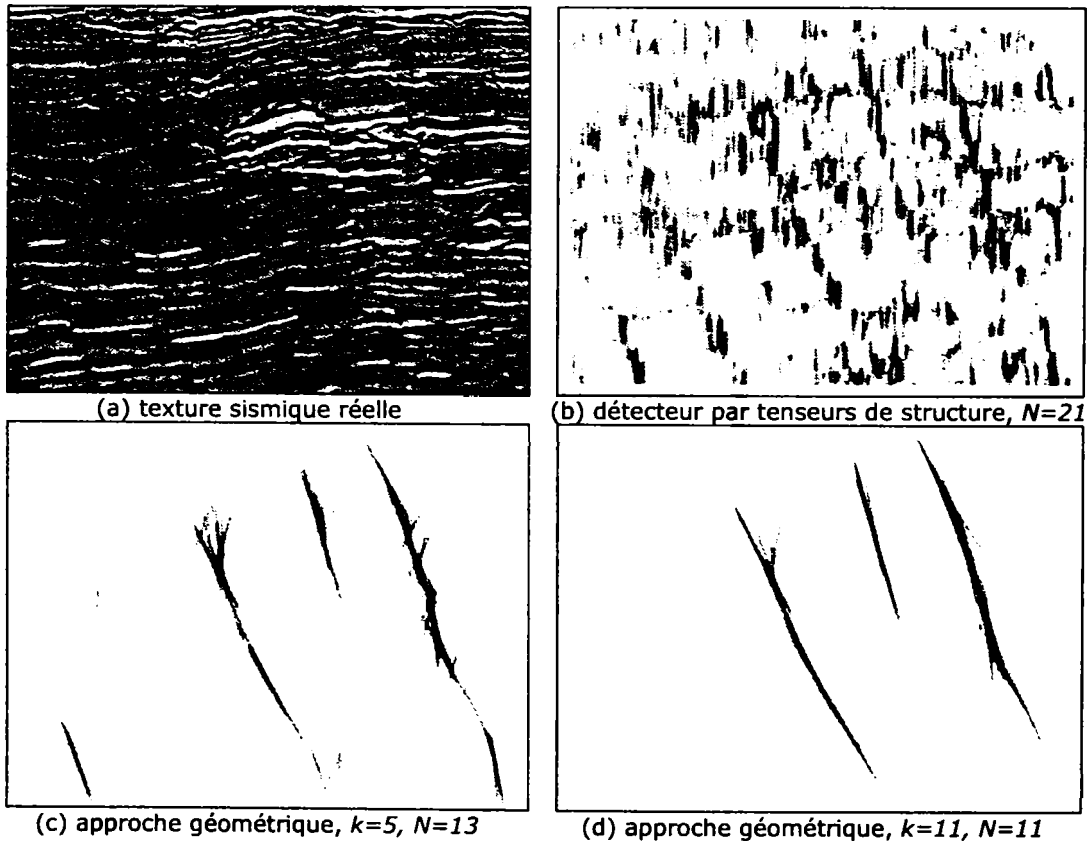 (a) texture sismique réelle
(b) détecteur par tenseurs de structure, N=21
(c) approche géométrique, k=5, N=13
(d) approche géométrique, k=11, N=11